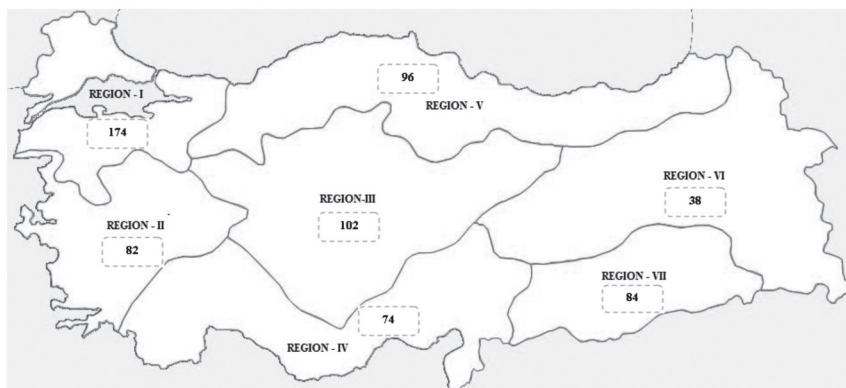 REGION - I
174
96
REGION - V
REGION - VI
38
REGION-III
102
REGION - II
82
REGION - VII
84
74
REGION - IV